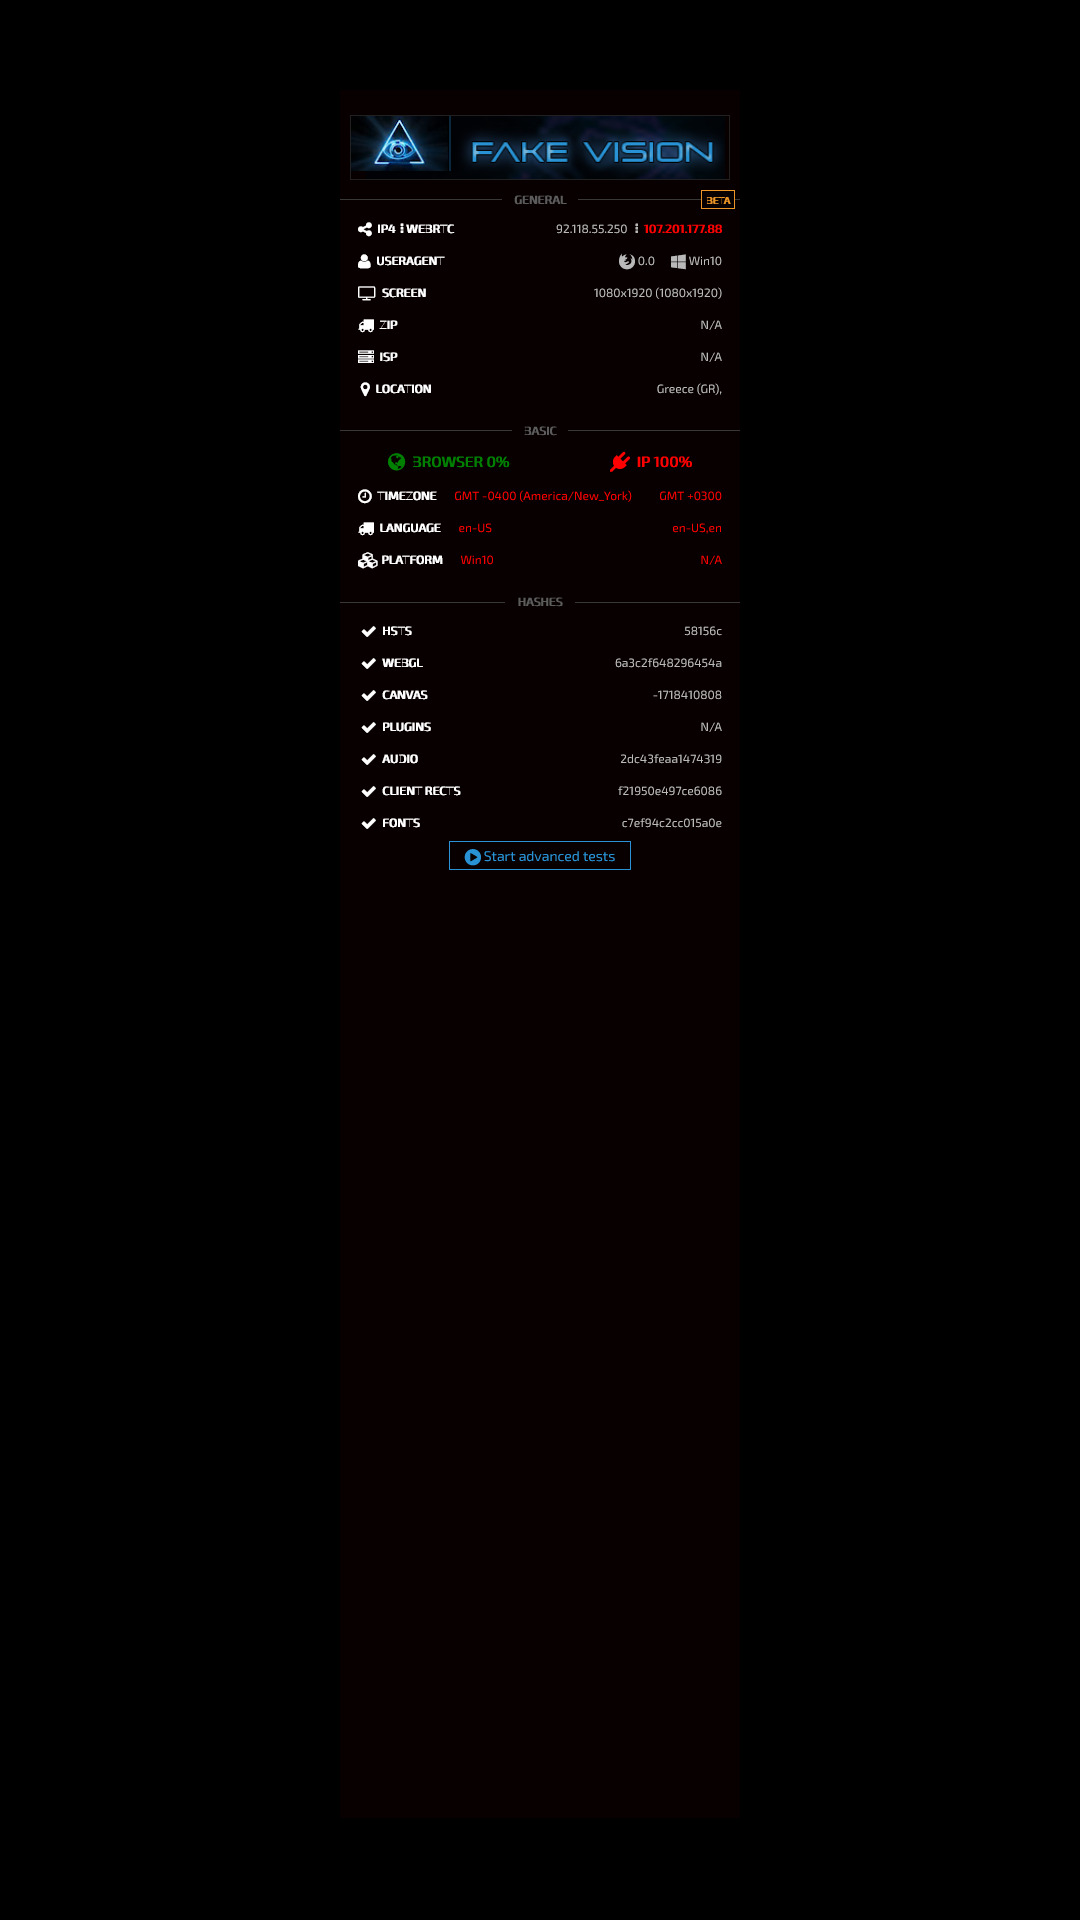 FAKE VISION
GENERAL
BETA
IP4 ⁝ WEBRTC 92.118.55.250 ⁝ 107.201.177.88
USERAGENT 0.0 Win10
SCREEN 1080x1920 (1080x1920)
ZIP N/A
ISP N/A
LOCATION Greece (GR),
BASIC
BROWSER 0% IP 100%
TIMEZONE GMT -0400 (America/New_York) GMT +0300
LANGUAGE en-US en-US,en
PLATFORM Win10 N/A
HASHES
HSTS 58156c
WEBGL 6a3c2f648296454a
CANVAS -1718410808
PLUGINS N/A
AUDIO 2dc43feaa1474319
CLIENT RECTS f21950e497ce6086
FONTS c7ef94c2cc015a0e
Start advanced tests